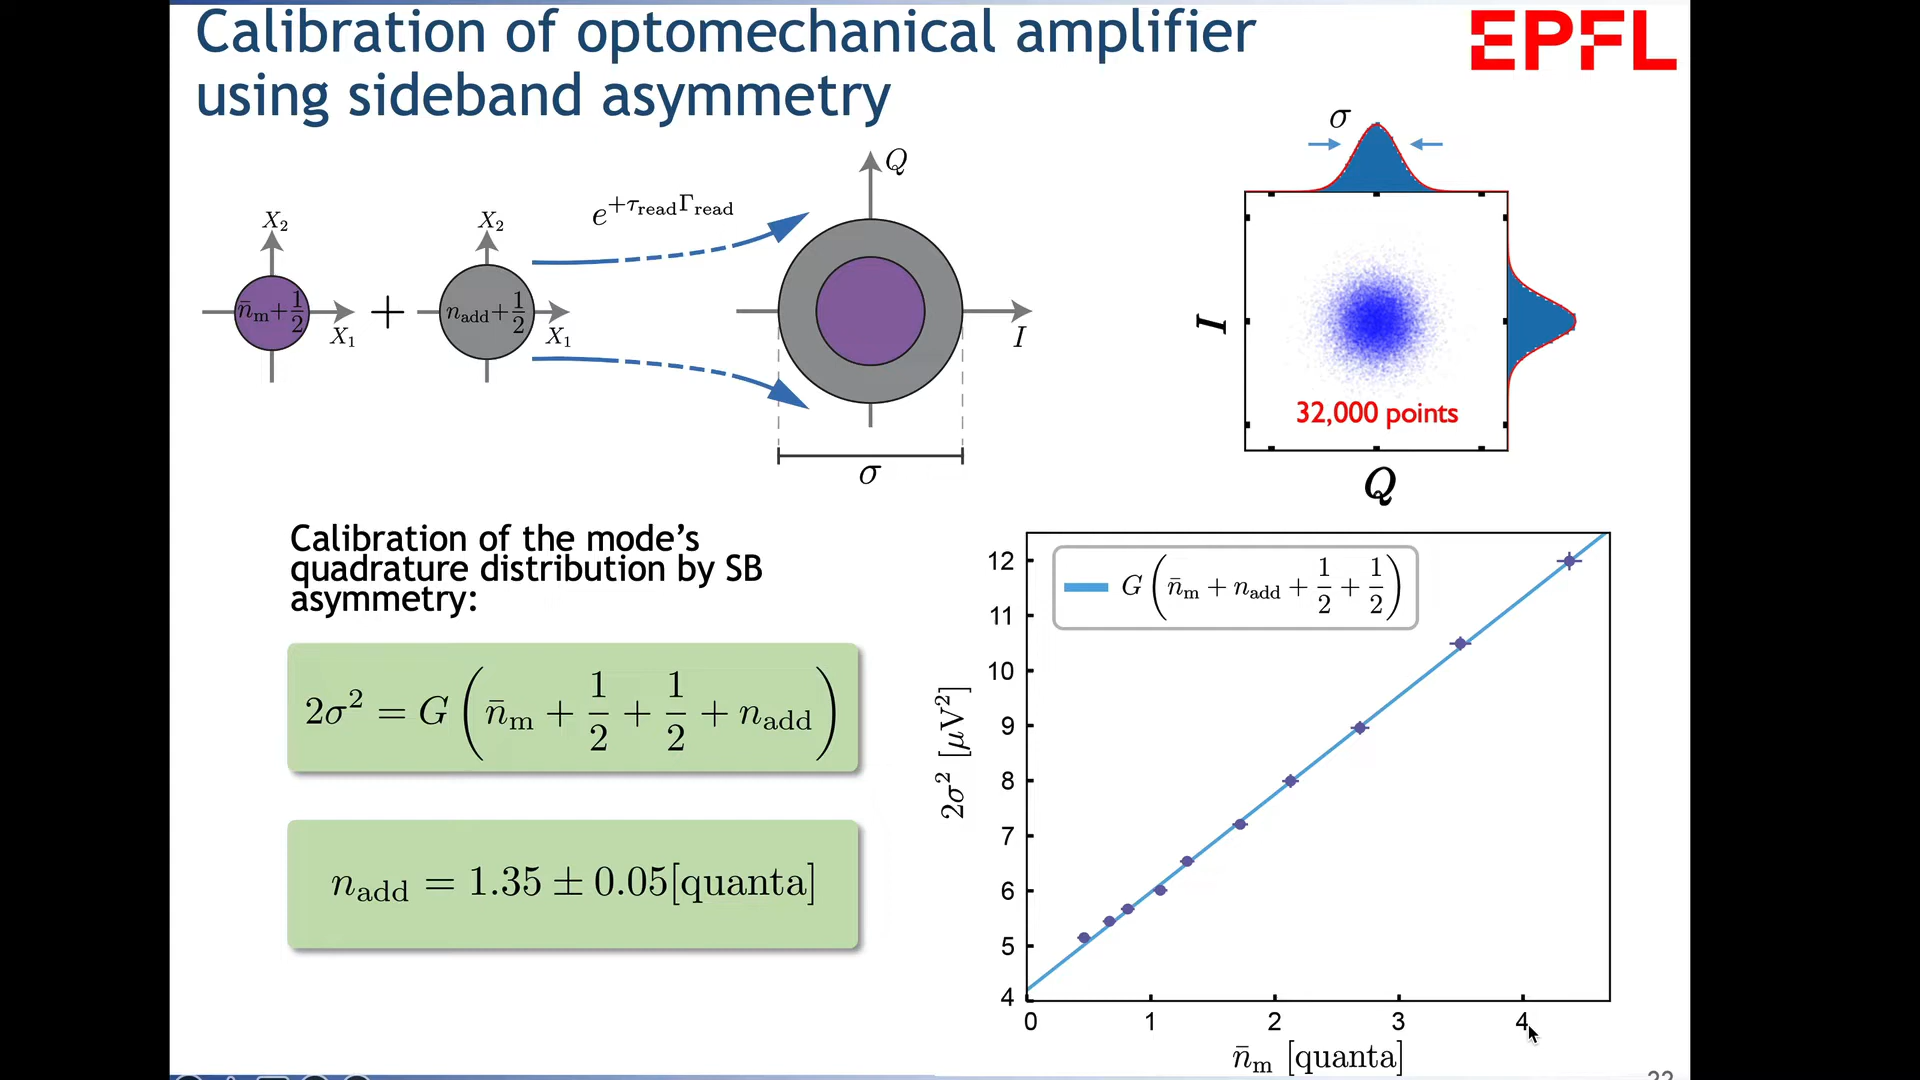 Calibration of optomechanical amplifier
using sideband asymmetry
EPFL
X₂
n̄ₘ+1/2
X₁
+
X₂
n_add+1/2
X₁
e^{+τ_read Γ_read}
Q
I
σ
σ
I
32,000 points
Q
Calibration of the mode's
quadrature distribution by SB
asymmetry:
2σ² = G(n̄ₘ + 1/2 + 1/2 + n_add)
n_add = 1.35 ± 0.05[quanta]
G(n̄ₘ + n_add + 1/2 + 1/2)
2σ² [μV²]
12
11
10
9
8
7
6
5
4
0 1 2 3 4
n̄ₘ [quanta]